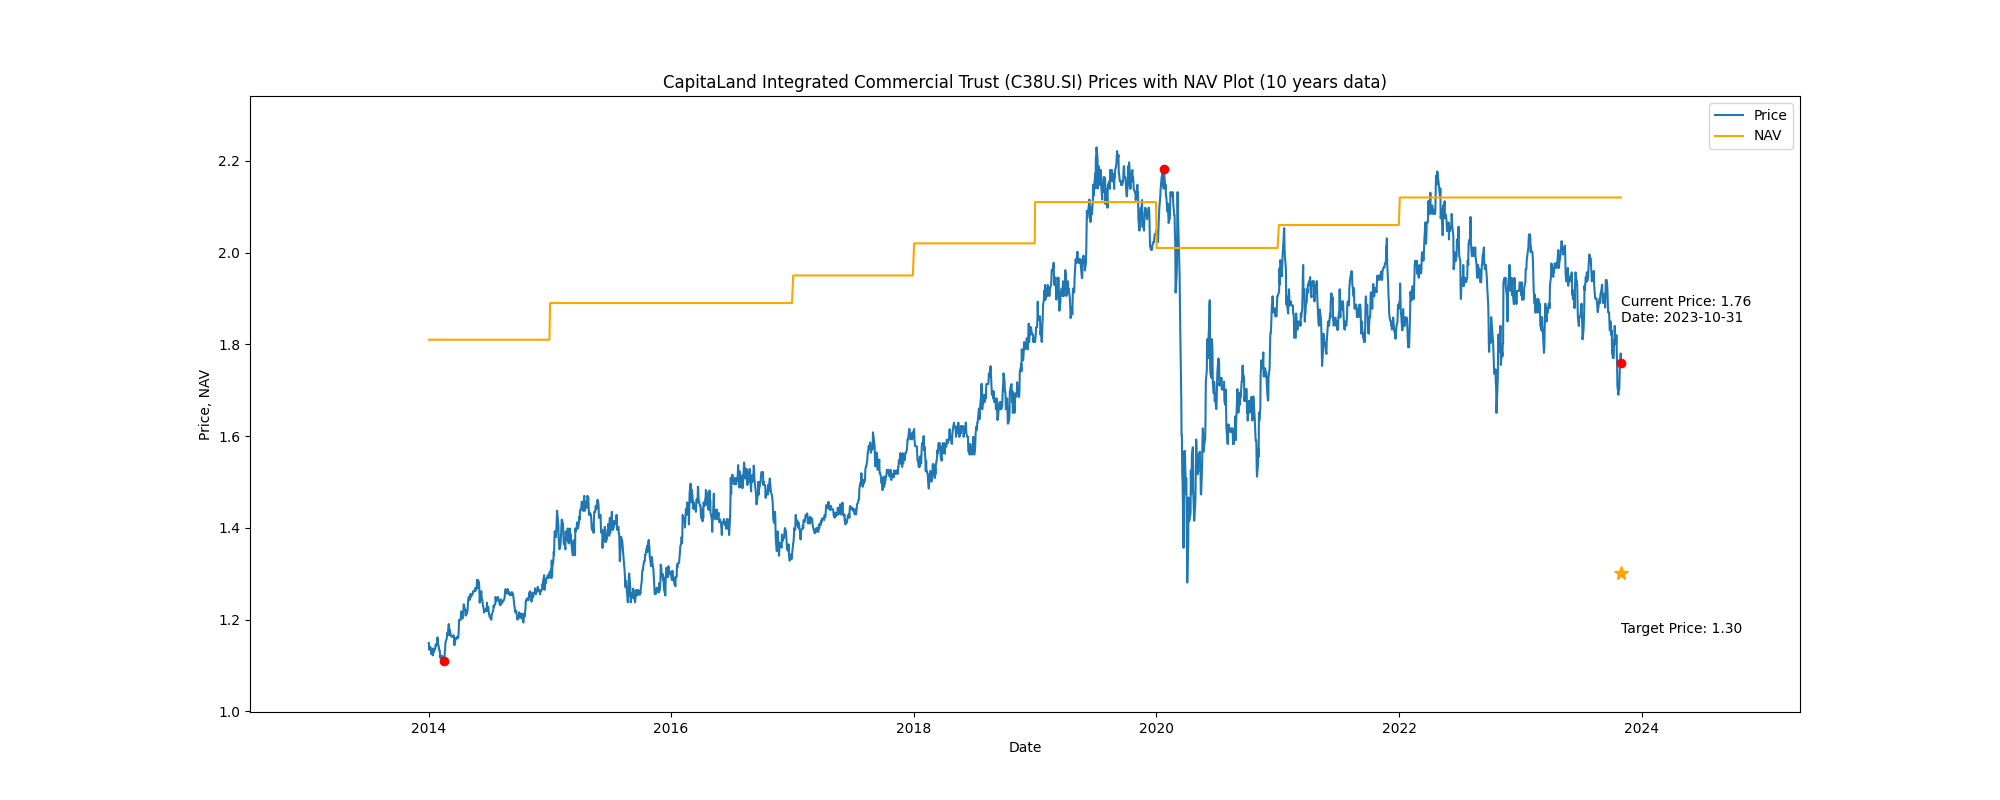 CapitaLand Integrated Commercial Trust (C38U.SI) Prices with NAV Plot (10 years data)
Price
NAV
2.2
2.0
1.8
1.6
1.4
1.2
1.0
Price, NAV
Current Price: 1.76
Date: 2023-10-31
Target Price: 1.30
2014
2016
2018
2020
2022
2024
Date